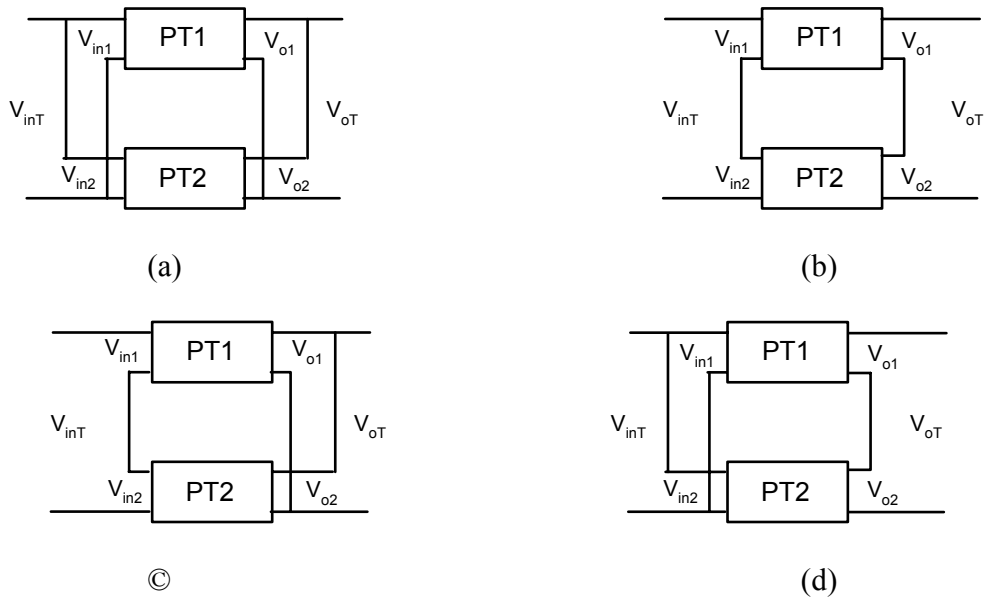 PT1
V_in1
V_o1
V_inT
V_oT
PT2
V_in2
V_o2
(a)
PT1
V_in1
V_o1
V_inT
V_oT
PT2
V_in2
V_o2
(b)
PT1
V_in1
V_o1
V_inT
V_oT
PT2
V_in2
V_o2
©
PT1
V_in1
V_o1
V_inT
V_oT
PT2
V_in2
V_o2
(d)